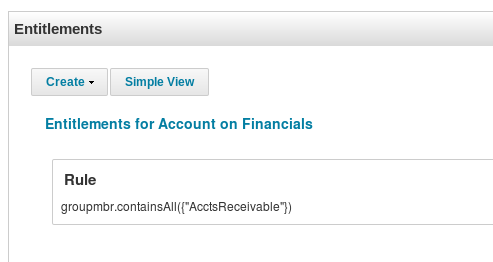 Entitlements
Create Simple View
Entitlements for Account on Financials
Rule
groupmbr.containsAll({"AcctsReceivable"})